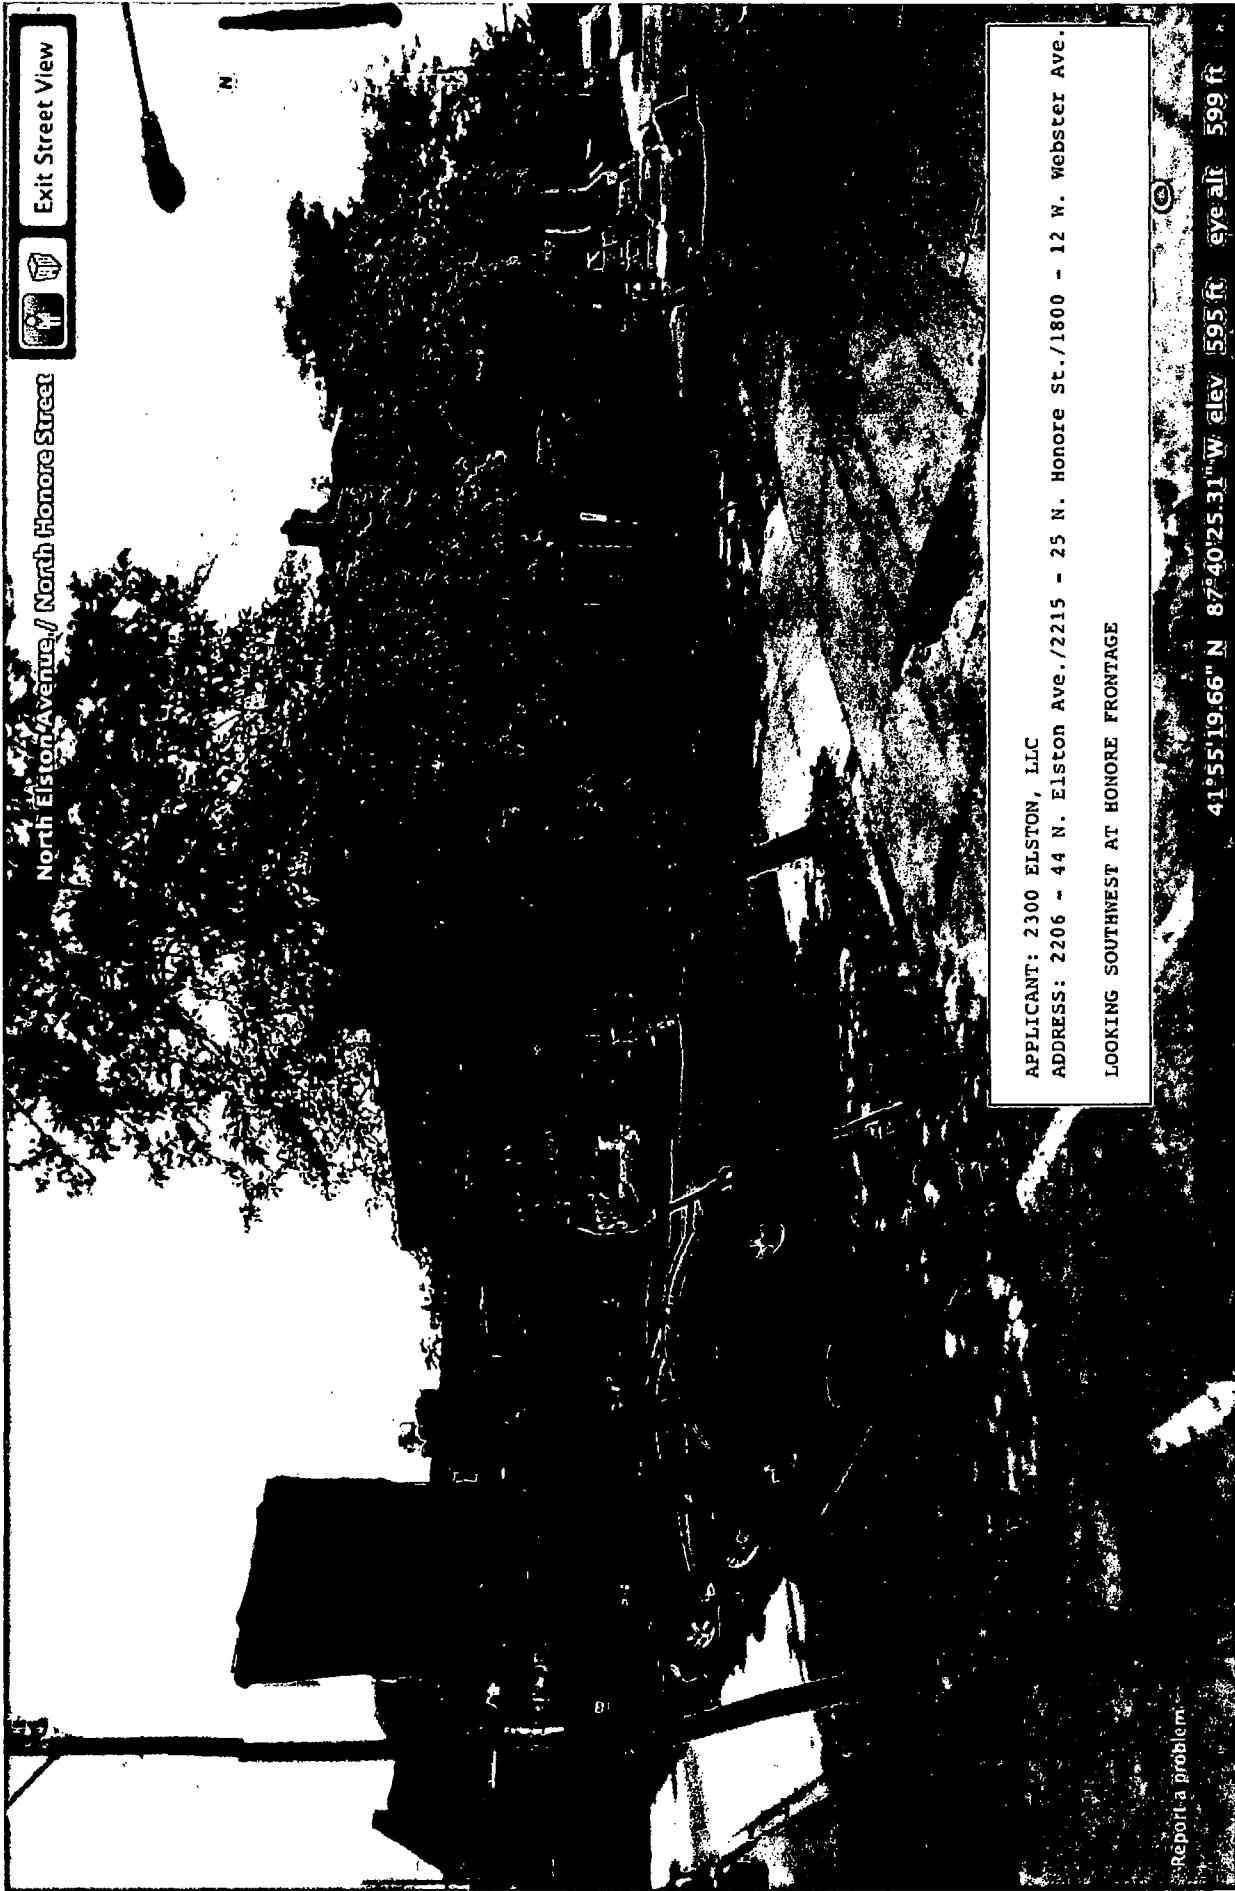 Exit Street View
North Elston Avenue / North Honore Street
N
APPLICANT: 2300 ELSTON, LLC
ADDRESS: 2206 - 44 N. Elston Ave./2215 - 25 N. Honore St./1800 - 12 W. Webster Ave.
LOOKING SOUTHWEST AT HONORE FRONTAGE
Report a problem
41°55'19.66" N 87°40'25.31" W elev 595 ft eye alt 599 ft